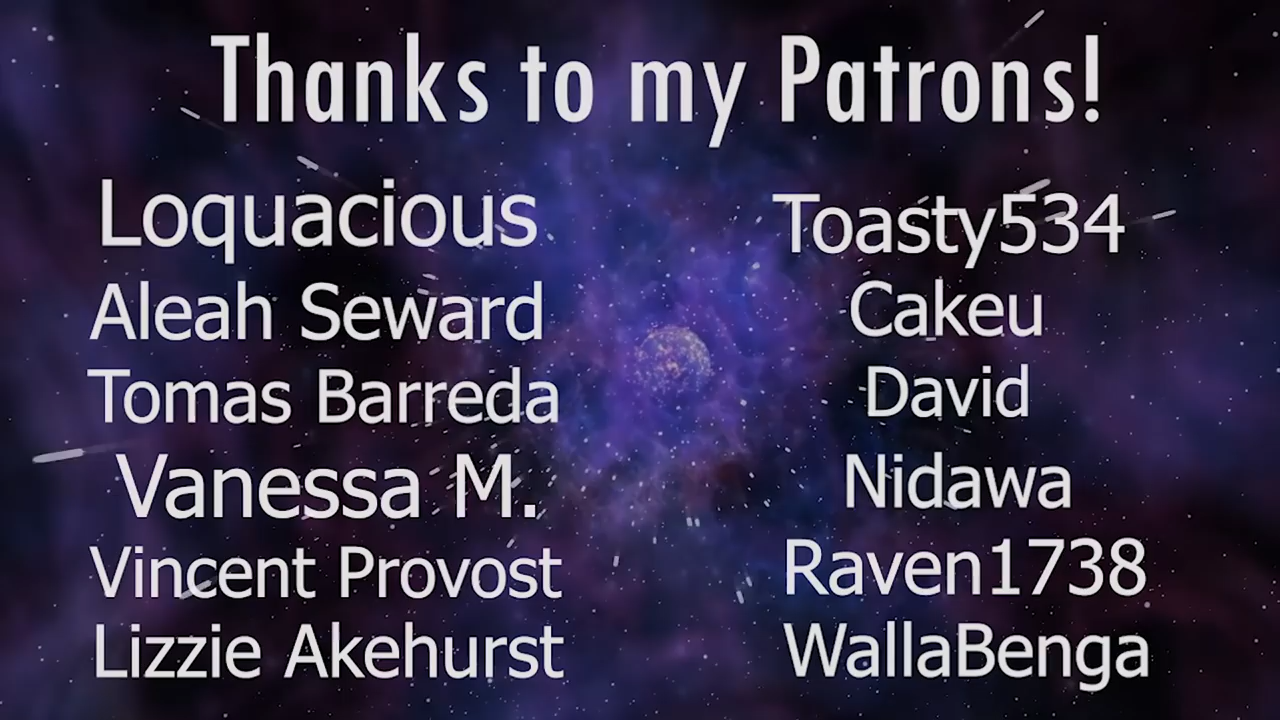 Thanks to my Patrons!
Loquacious
Aleah Seward
Tomas Barreda
Vanessa M.
Vincent Provost
Lizzie Akehurst
Toasty534
Cakeu
David
Nidawa
Raven1738
WallaBenga